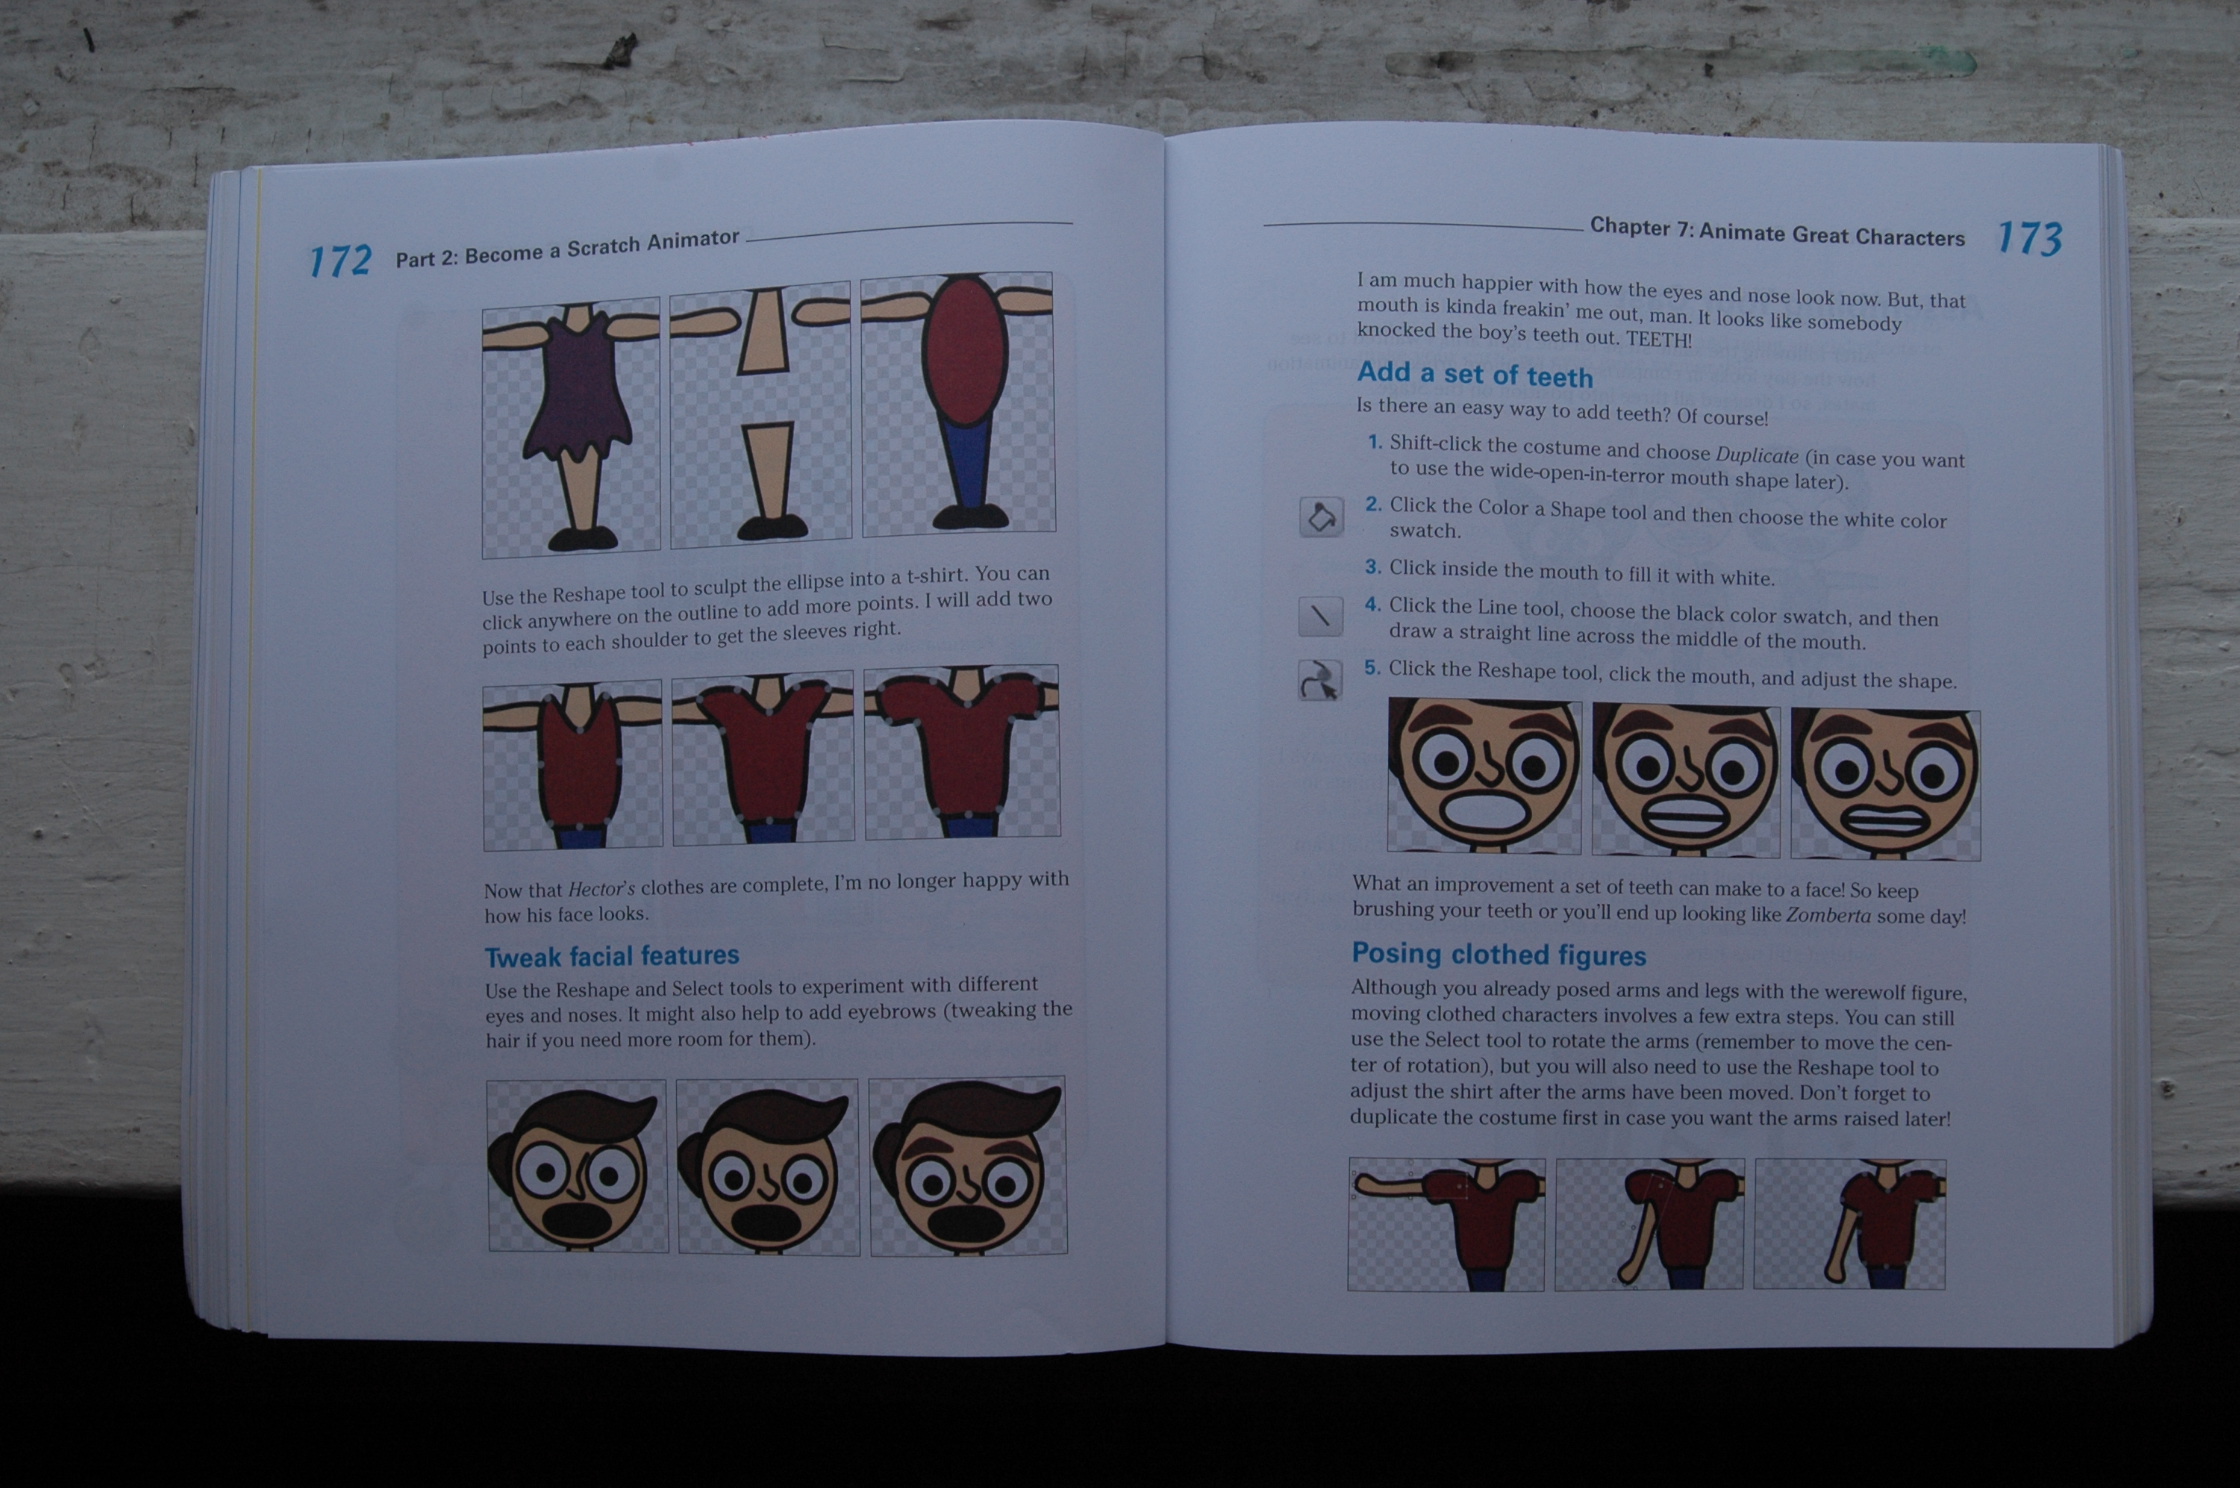 172 Part 2: Become a Scratch Animator
Use the Reshape tool to sculpt the ellipse into a t-shirt. You can
click anywhere on the outline to add more points. I will add two
points to each shoulder to get the sleeves right.
Now that Hector's clothes are complete, I'm no longer happy with
how his face looks.
Tweak facial features
Use the Reshape and Select tools to experiment with different
eyes and noses. It might also help to add eyebrows (tweaking the
hair if you need more room for them).
Chapter 7: Animate Great Characters 173
I am much happier with how the eyes and nose look now. But, that
mouth is kinda freakin' me out, man. It looks like somebody
knocked the boy's teeth out. TEETH!
Add a set of teeth
Is there an easy way to add teeth? Of course!
1. Shift-click the costume and choose Duplicate (in case you want
to use the wide-open-in-terror mouth shape later).
2. Click the Color a Shape tool and then choose the white color
swatch.
3. Click inside the mouth to fill it with white.
4. Click the Line tool, choose the black color swatch, and then
draw a straight line across the middle of the mouth.
5. Click the Reshape tool, click the mouth, and adjust the shape.
What an improvement a set of teeth can make to a face! So keep
brushing your teeth or you'll end up looking like Zomberta some day!
Posing clothed figures
Although you already posed arms and legs with the werewolf figure,
moving clothed characters involves a few extra steps. You can still
use the Select tool to rotate the arms (remember to move the cen-
ter of rotation), but you will also need to use the Reshape tool to
adjust the shirt after the arms have been moved. Don't forget to
duplicate the costume first in case you want the arms raised later!